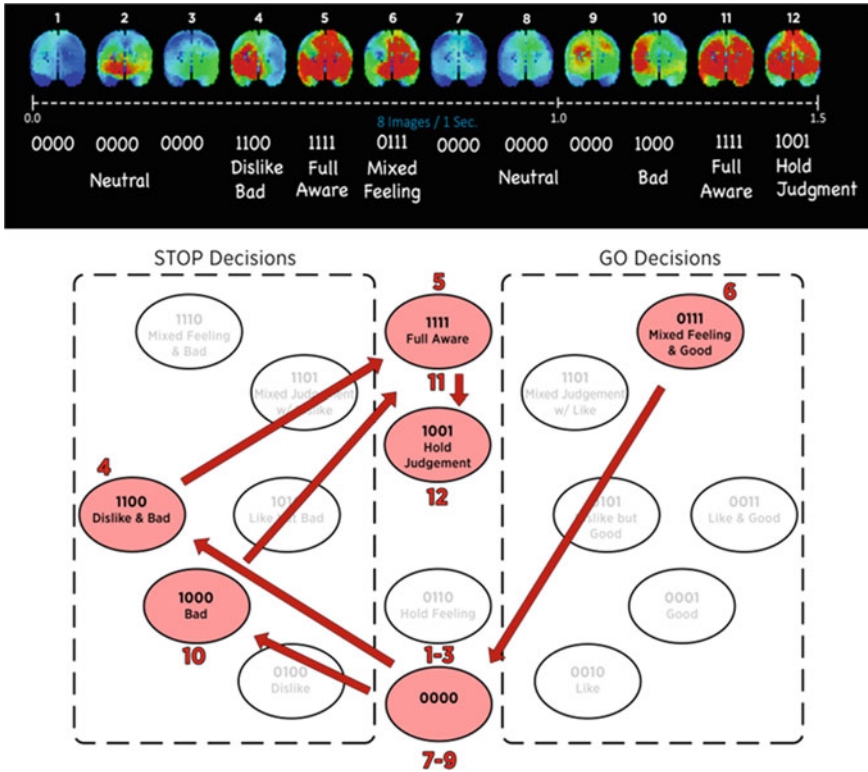 1 2 3 4 5 6 7 8 9 10 11 12
0.0 8 Images / 1 Sec. 1.0 1.5
0000 0000 0000 1100 1111 0111 0000 0000 0000 1000 1111 1001
Neutral Dislike Bad Full Aware Mixed Feeling Neutral Bad Full Aware Hold Judgment
STOP Decisions
GO Decisions
5
6
1110
Mixed Feeling
& Bad
1111
Full Aware
0111
Mixed Feeling
& Good
11
1101
Mixed Judgement
w/ Dislike
1101
Mixed Judgement
w/ Like
1001
Hold
Judgement
12
4
1100
Dislike & Bad
Like but Bad
0101
Dislike but
Good
0011
Like & Good
1000
Bad
10
0110
Hold Feeling
0001
Good
1-3
0100
Dislike
0000
0010
Like
7-9